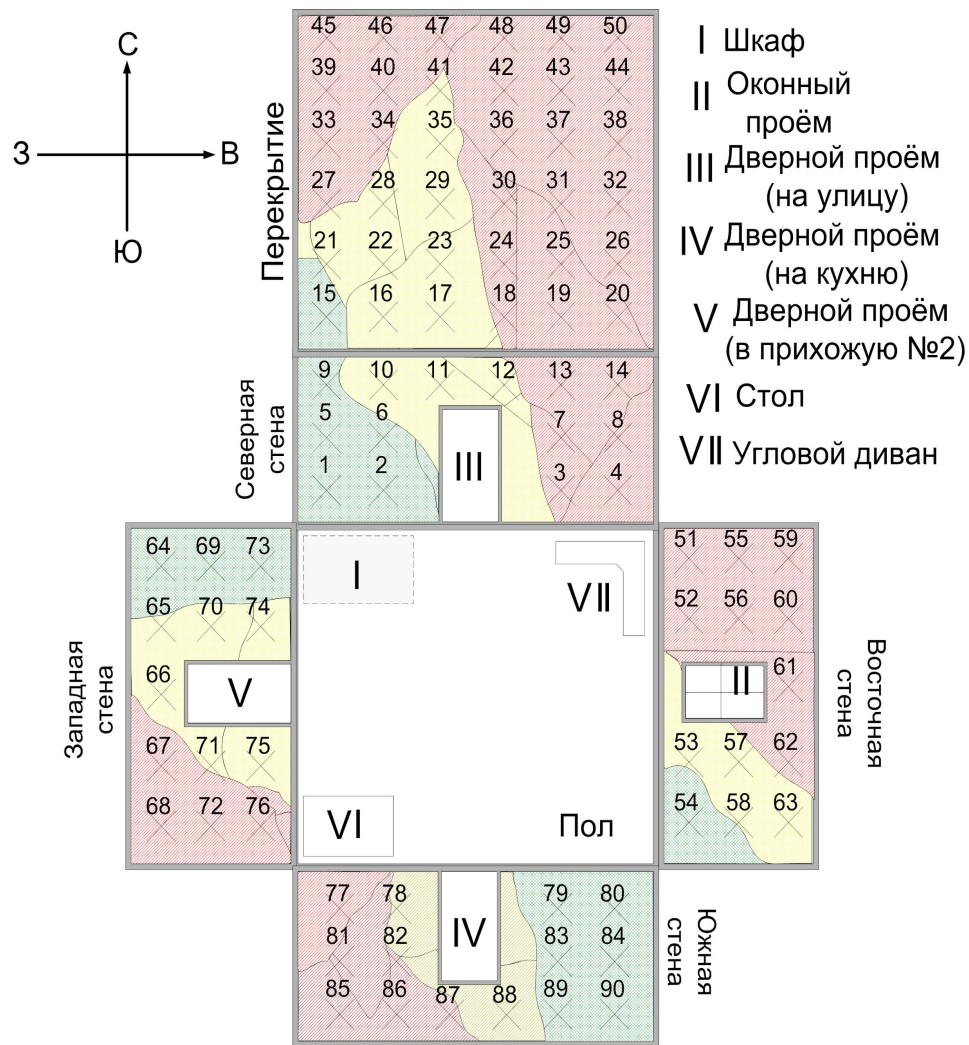 С
З В
Ю
Перекрытие
45 46 47 48 49 50
39 40 41 42 43 44
33 34 35 36 37 38
27 28 29 30 31 32
21 22 23 24 25 26
15 16 17 18 19 20
I Шкаф
II Оконный
проём
III Дверной проём
(на улицу)
IV Дверной проём
(на кухню)
V Дверной проём
(в прихожую №2)
VI Стол
VII Угловой диван
Северная
стена
9 10 11 12 13 14
5 6 7 8
1 2 III 3 4
Западная
стена
64 69 73
65 70 74
66 V
67 71 75
68 72 76
I
VII
VI
Пол
51 55 59
52 56 60
II 61
53 57 62
54 58 63
Восточная
стена
77 78 79 80
81 82 IV 83 84
85 86 87 88 89 90
Южная
стена